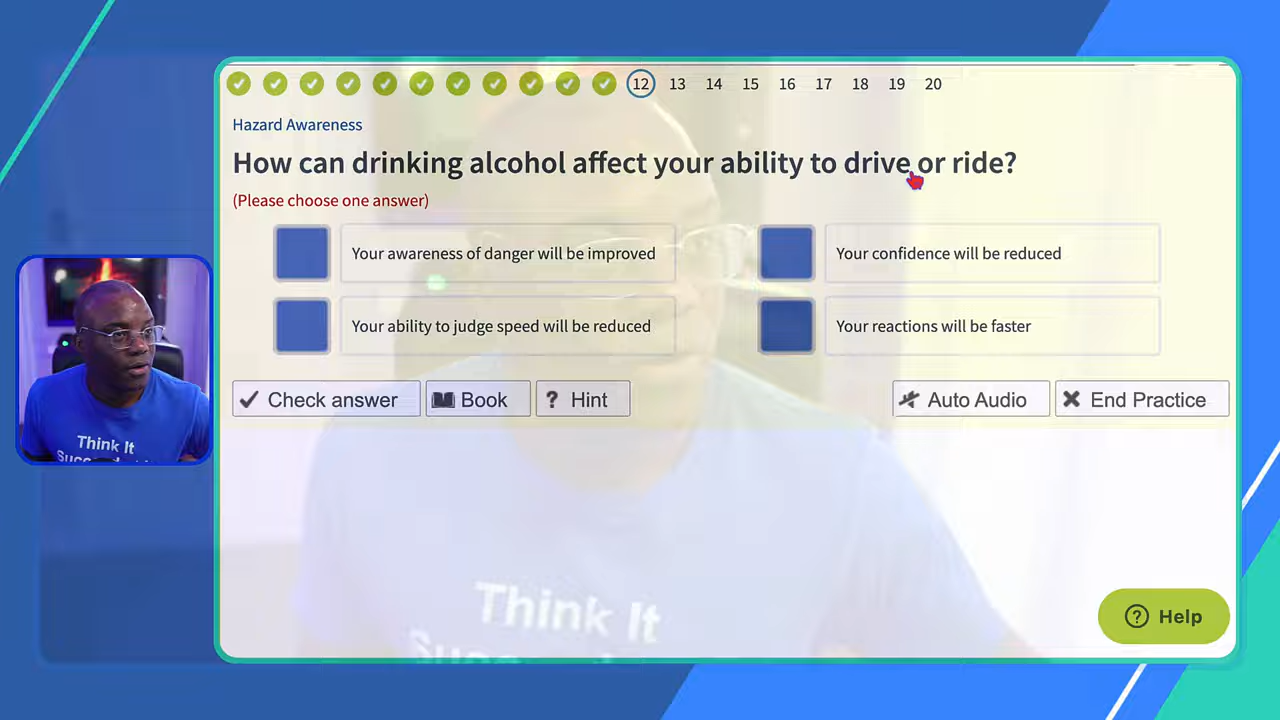 12 13 14 15 16 17 18 19 20
Hazard Awareness
How can drinking alcohol affect your ability to drive or ride?
(Please choose one answer)
Your awareness of danger will be improved
Your confidence will be reduced
Your ability to judge speed will be reduced
Your reactions will be faster
Check answer
Book
? Hint
Auto Audio
End Practice
Think It
Think It
? Help